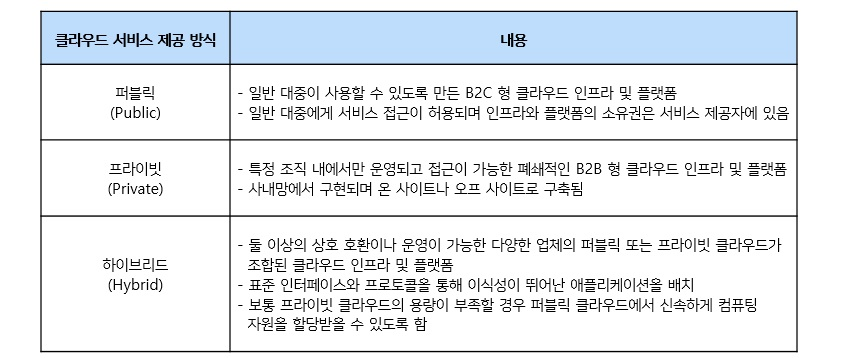 클라우드 서비스 제공 방식
내용
퍼블릭
(Public)
- 일반 대중이 사용할 수 있도록 만든 B2C 형 클라우드 인프라 및 플랫폼
- 일반 대중에게 서비스 접근이 허용되며 인프라와 플랫폼의 소유권은 서비스 제공자에 있음
프라이빗
(Private)
- 특정 조직 내에서만 운영되고 접근이 가능한 폐쇄적인 B2B 형 클라우드 인프라 및 플랫폼
- 사내망에서 구현되며 온 사이트나 오프 사이트로 구축됨
하이브리드
(Hybrid)
- 둘 이상의 상호 호환이나 운영이 가능한 다양한 업체의 퍼블릭 또는 프라이빗 클라우드가
조합된 클라우드 인프라 및 플랫폼
- 표준 인터페이스와 프로토콜을 통해 이식성이 뛰어난 애플리케이션을 배치
- 보통 프라이빗 클라우드의 용량이 부족할 경우 퍼블릭 클라우드에서 신속하게 컴퓨팅
자원을 할당받을 수 있도록 함